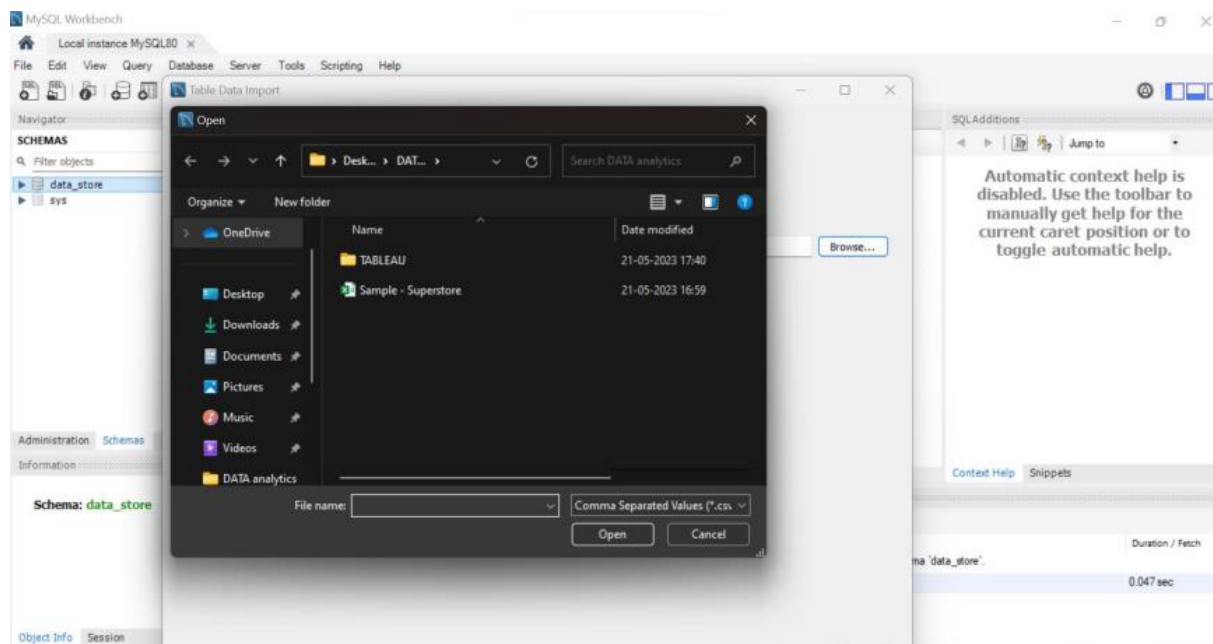 MySQL Workbench
Local instance MySQL80 ×
File Edit View Query Database Server Tools Scripting Help
Table Data Import
Navigator
Open
SQLAdditions
SCHEMAS
Filter objects
Desk... › DAT... ›
Search DATA analytics
Jump to
data_store
sys
Organize
New folder
Automatic context help is
disabled. Use the toolbar to
manually get help for the
current caret position or to
toggle automatic help.
OneDrive
Name
Date modified
Browse...
TABLEAU
21-05-2023 17:40
Desktop
Sample - Superstore
21-05-2023 16:59
Downloads
Documents
Pictures
Music
Videos
DATA analytics
Administration Schemas
Information
Context Help Snippets
Schema: data_store
File name:
Comma Separated Values (*.csv
Open
Cancel
Duration / Fetch
ma `data_store`.
0.047 sec
Object Info Session